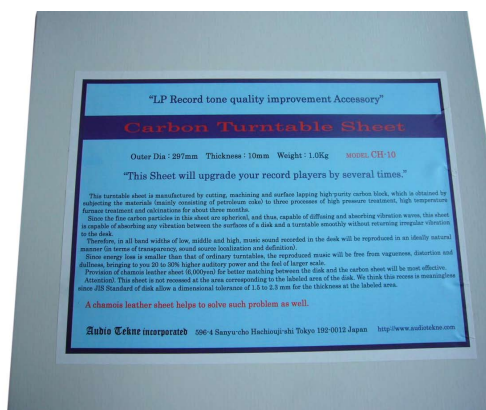 "LP Record tone quality improvement Accessory"
Carbon Turntable Sheet
Outer Dia : 297mm Thickness : 10mm Weight : 1.0Kg MODEL CH-10
"This Sheet will upgrade your record players by several times."
This turntable sheet is manufactured by cutting, machining and surface lapping high-purity carbon block, which is obtained by
subjecting the materials (mainly consisting of petroleum coke) to three processes of high pressure treatment, high temperature
furnace treatment and calcinations for about three months.
Since the fine carbon particles in this sheet are spherical, and thus, capable of diffusing and absorbing vibration waves, this sheet
is capable of absorbing any vibration between the surfaces of a disk and a turntable smoothly without returning irregular vibration
to the desk.
Therefore, in all band widths of low, middle and high, music sound recorded in the desk will be reproduced in an ideally natural
manner (in terms of transparency, sound source localization and definition).
Since energy loss is smaller than that of ordinary turntables, the reproduced music will be free from vagueness, distortion and
dullness, bringing to you 20 to 30% higher auditory power and the feel of larger scale.
Provision of chamois leather sheet (6,000yen) for better matching between the disk and the carbon sheet will be most effective.
Attention). This sheet is not recessed at the area corresponding to the labeled area of the disk. We think this recess is meaningless
since JIS Standard of disk allow a dimensional tolerance of 1.5 to 2.3 mm for the thickness at the labeled area.
A chamois leather sheet helps to solve such problem as well.
Audio Tekne incorporated 596-4 Sanyu-cho Hachiouji-shi Tokyo 192-0012 Japan http://www.audiotekne.com